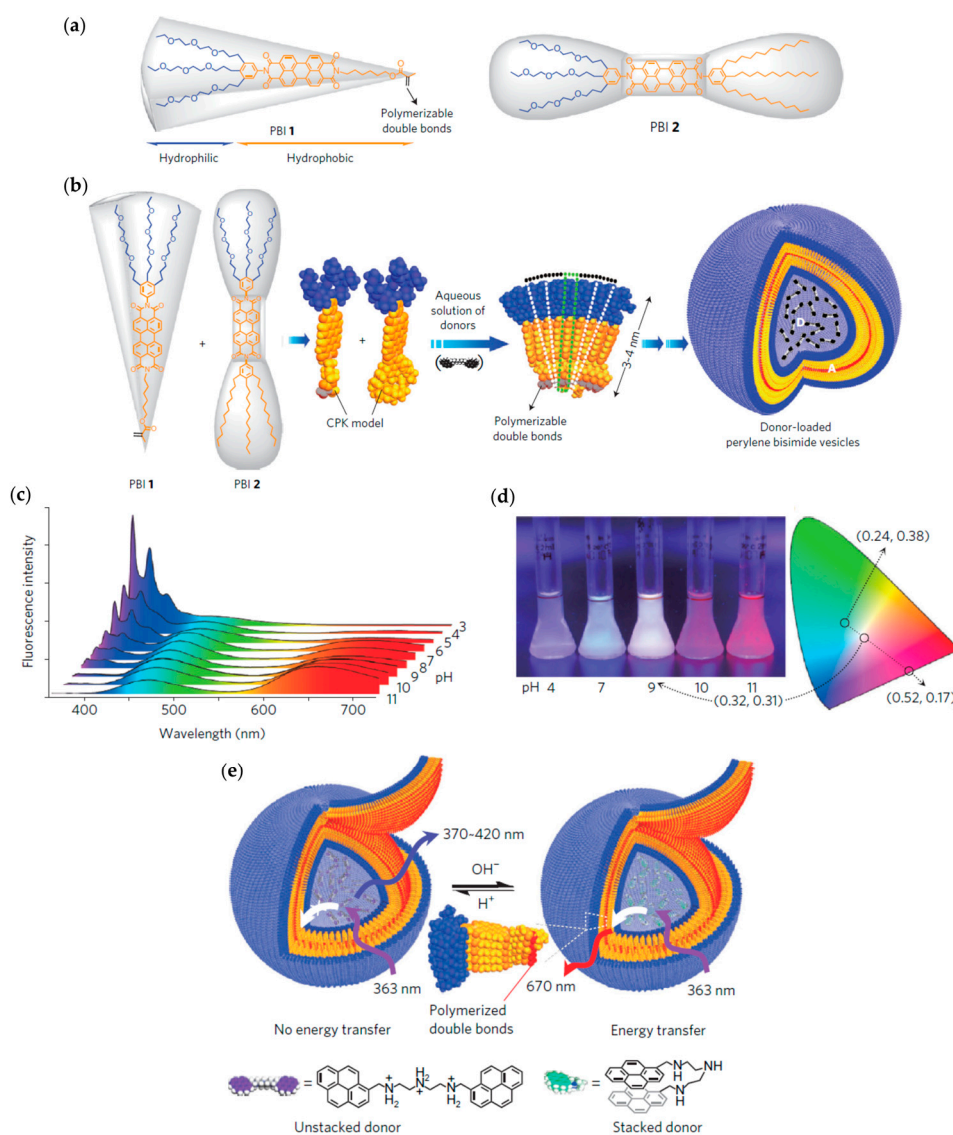 (a)
PBI 1
Polymerizable
double bonds
Hydrophilic
Hydrophobic
PBI 2
(b)
+
PBI 1
PBI 2
+
CPK model
Aqueous
solution of
donors
3–4 nm
Polymerizable
double bonds
D
A
Donor-loaded
perylene bisimide vesicles
(c)
Fluorescence intensity
3
4
5
6
7
8
9
10
11
pH
400
500
600
700
Wavelength (nm)
(d)
(0.24, 0.38)
pH 4 7 9 10 11
(0.32, 0.31)
(0.52, 0.17)
(e)
370~420 nm
OH⁻
H⁺
363 nm
670 nm
363 nm
Polymerized
double bonds
No energy transfer
Energy transfer
Unstacked donor
Stacked donor